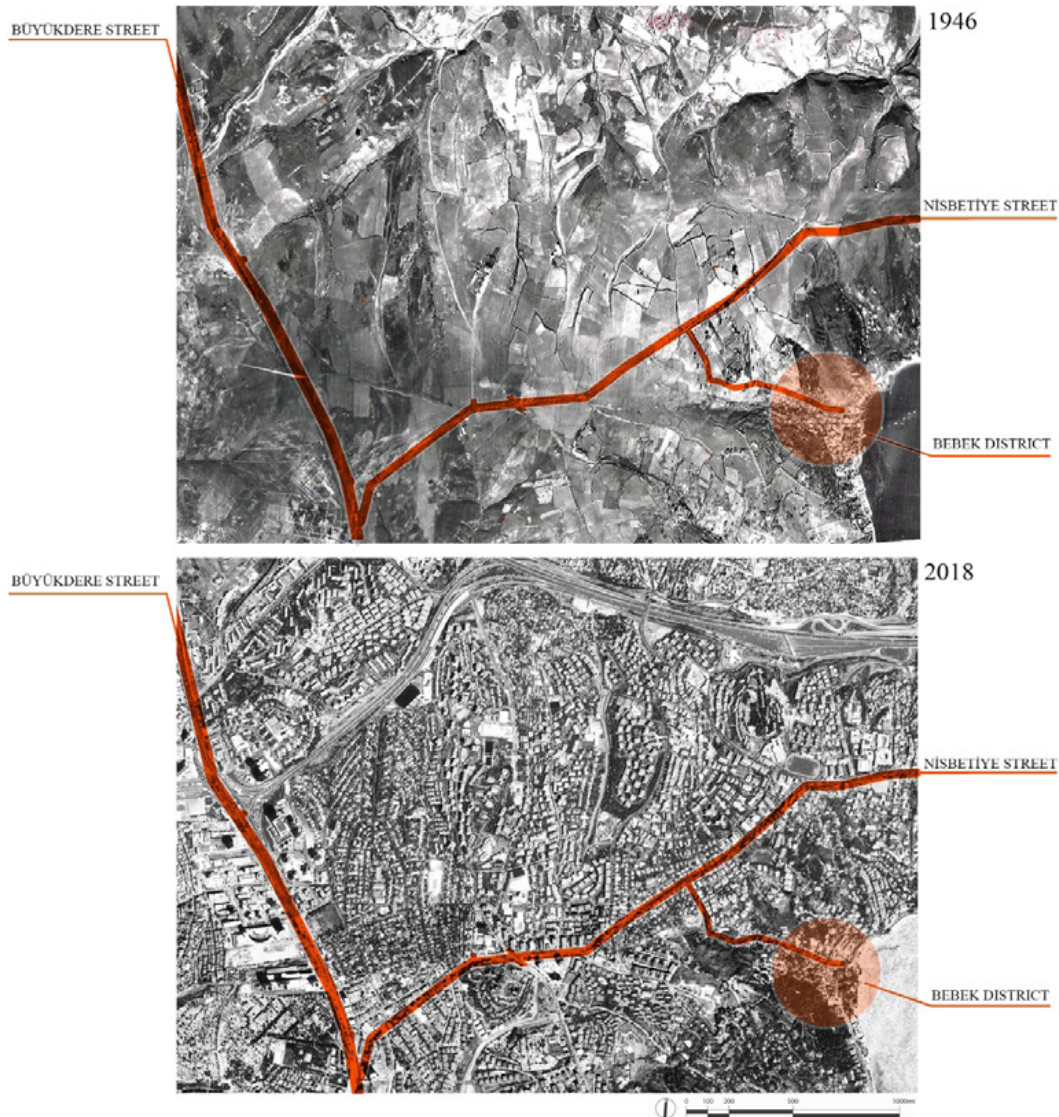 1946
BÜYÜKDERE STREET
NİSBETİYE STREET
BEBEK DISTRICT
2018
BÜYÜKDERE STREET
NİSBETİYE STREET
BEBEK DISTRICT
0 100 200 500 1000mt